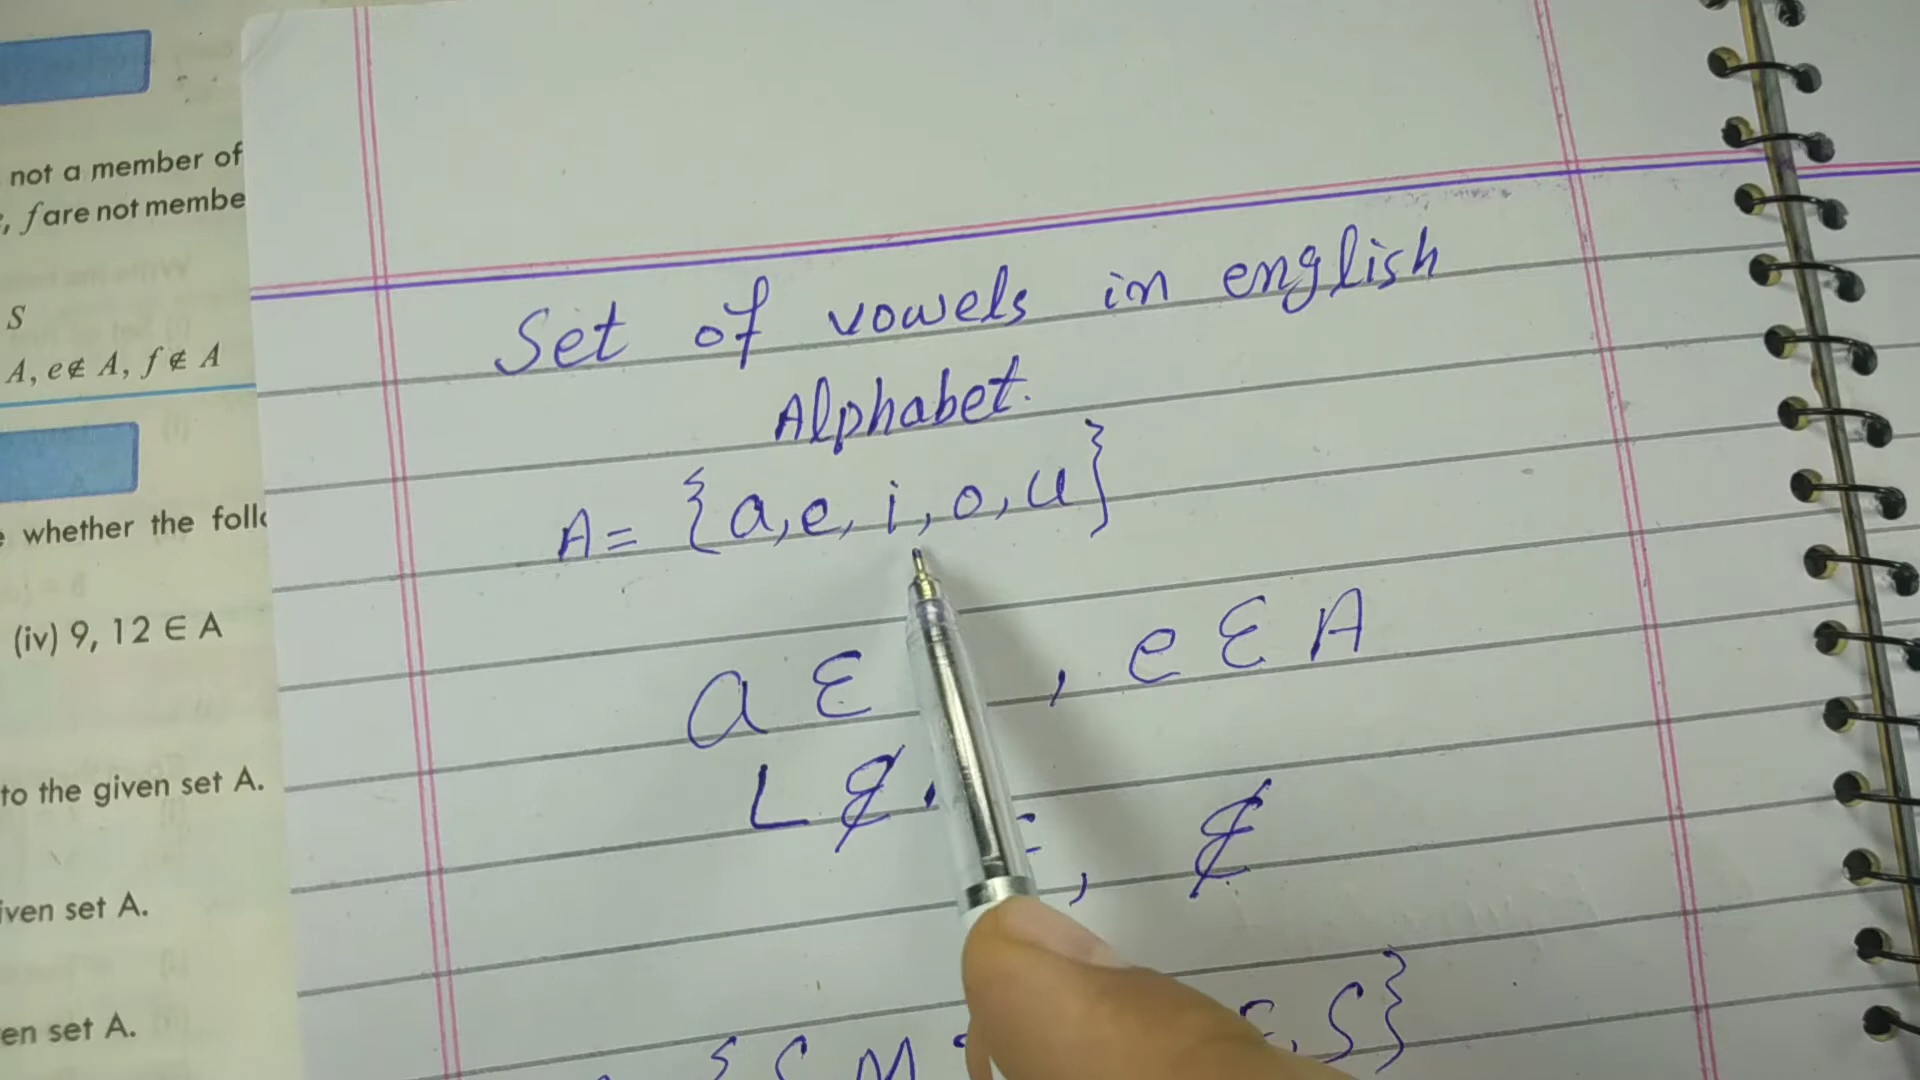 not a member of
, f are not membe
S
A, e ∉ A, f ∉ A
whether the follo
(iv) 9, 12 ∈ A
to the given set A.
iven set A.
en set A.
Set of vowels in english
Alphabet.
A = {a, e, i, o, u}
a ∈ , e ∈ A
L ∉ , ∉
{ C M , S}